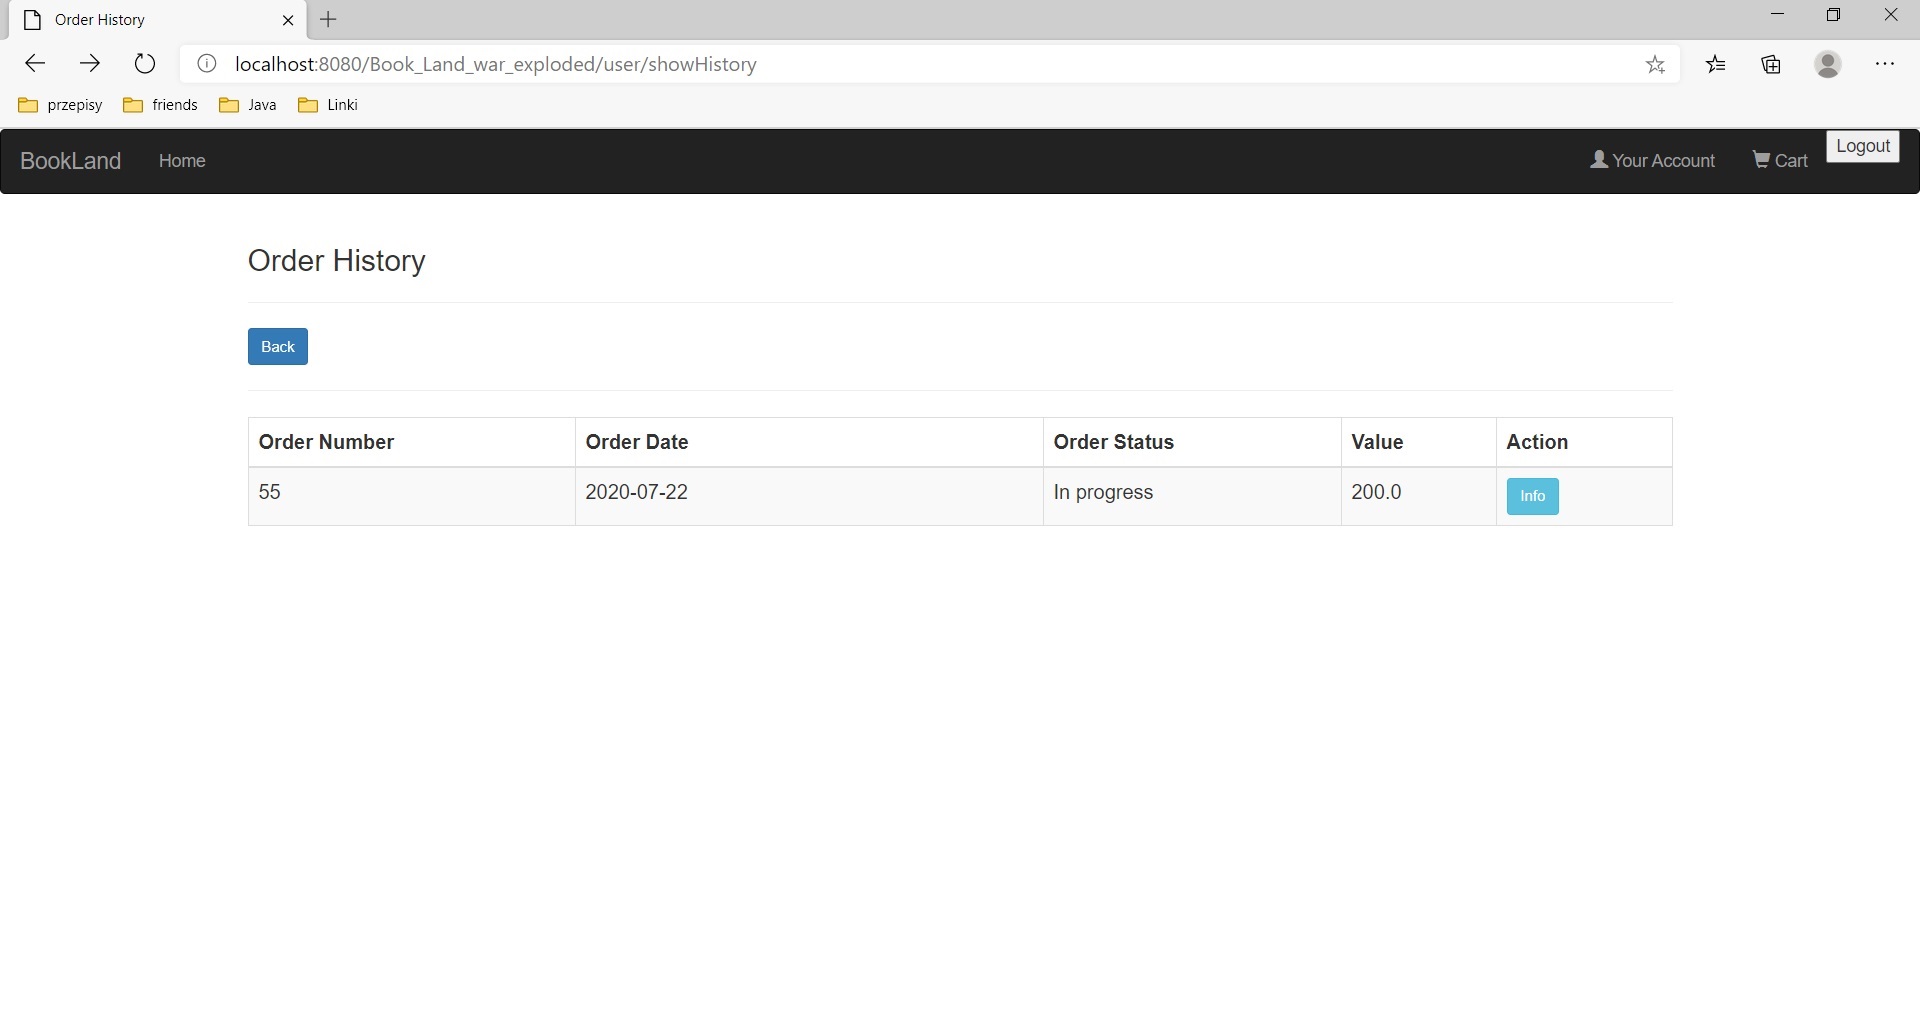 Order History
localhost:8080/Book_Land_war_exploded/user/showHistory
przepisy friends Java Linki
BookLand Home Your Account Cart Logout
Order History
Back
Order Number Order Date Order Status Value Action
55 2020-07-22 In progress 200.0 Info